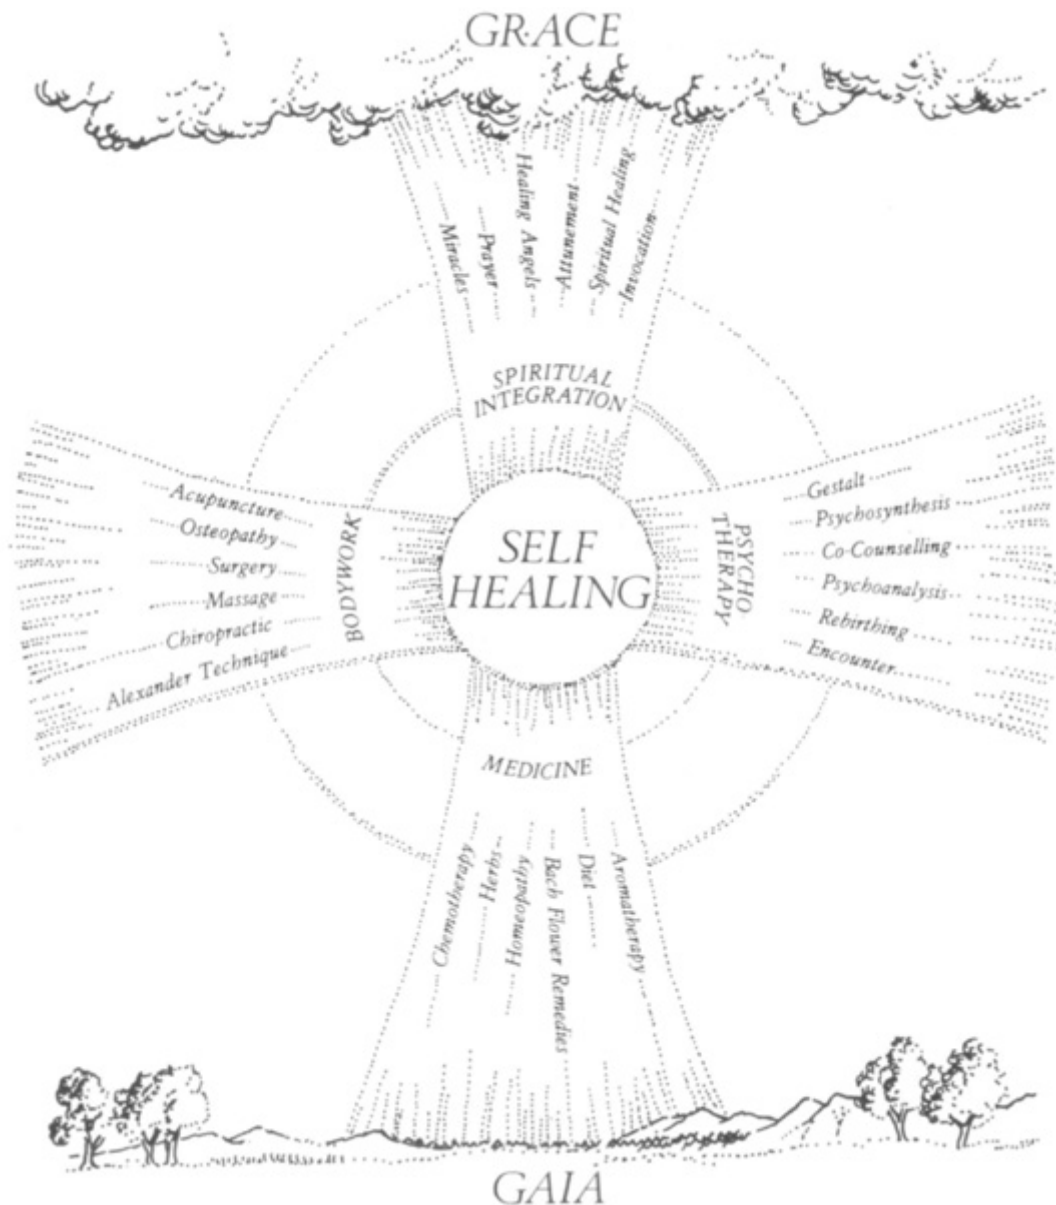 GRACE
Miracles
Prayer
Healing Angels
Attunement
Spiritual Healing
Invocation
SPIRITUAL
INTEGRATION
Acupuncture
Osteopathy
Surgery
Massage
Chiropractic
Alexander Technique
BODYWORK
SELF
HEALING
PSYCHO
THERAPY
Gestalt
Psychosynthesis
Co-Counselling
Psychoanalysis
Rebirthing
Encounter
MEDICINE
Chemotherapy
Herbs
Homeopathy
Bach Flower Remedies
Diet
Aromatherapy
GAIA